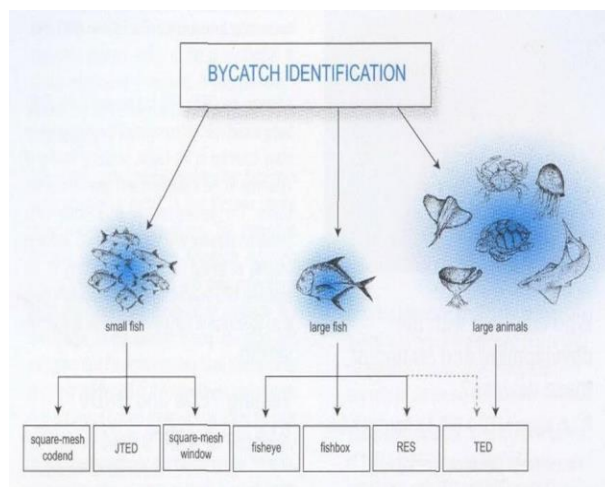 BYCATCH IDENTIFICATION
small fish
large fish
large animals
square-mesh
codend
JTED
square-mesh
window
fisheye
fishbox
RES
TED